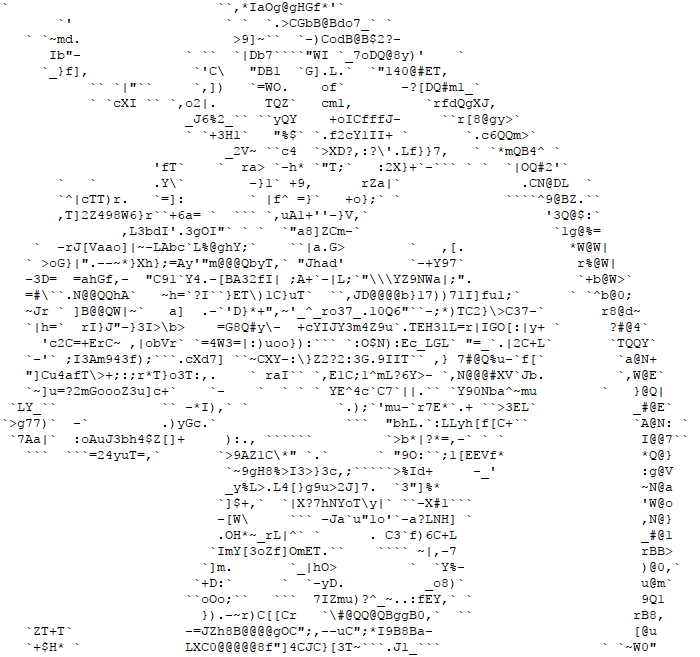 ` ``,*IaOg@gHGf*'`
`' ` ` `.>CGbB@Bdo7_` `
` `~md. >9]~`` `-)CodB@B$2?-
Ib"- ` `` `|Db7````"WI `_7oDQ@8y)' `
`_}f], `'C\ "DB1 `G].L.` `"140@#ET,
`` `|"`` `,]) `=WO. of` -?[DQ#m1_`
` `cXI `` `,o2|. TQZ` cm1, `rfdQgXJ,
_J6%2_`` ``yQY +oICfffJ- ``r[8@gy>`
` `+3H1` "%$` `.f2cY1II+ ` `.c6QQm>`
_2V~ ``c4 `>XD?,:?\'.Lf}}7, ` `*mQB4^ `
'fT` ` ra> `-h* `"T;` :2X}+`-``` ` ` `|OQ#2'`
` ` .Y\` -}1` +9, rZa|` .CN@DL `
`^|cTT)r. `=]: ` |f^ =}` +o};` ` ````^9@BZ.``
,T]2Z498W6}r``+6a= ` ``` `,uA1+''-}V,` '3Q@$:`
,L3bdI'.3gOI"` ` ` `"a8]ZCm-` `1g@%=
` -rJ[Vaao]|~-LAbc`L%@ghY;` ``|a.G> ` ,[. *W@W|
` >oG}|".--~*}Xh};=Ay'"m@@@QbyT,` "Jhad' `-+Y97` r%@W|
-3D= =ahGf,- "C91`Y4.-[BA32fI| ;A+`-|L;`"\\\YZ9NWa|;". `+b@W>`
=#\``.N@@QQhA` ~h=`?I``}ET\)1C}uT` ``,JD@@@@b}17))71I]ful;` ` `^b@0;
~Jr ` ]B@@QW|~` a] .-`'D}*+",~'_^_ro37_.10Q6"``-;*)TC2}\>C37-` r8@d~
`|h=` rI}J"-}3I>\b> =G8Q#y\- +cYIJY3m4Z9u`.TEH31L=r|IGO[:|y+ ` ?#@4`
'c2C=+ErC~ ,|obVr` `=4W3=|:)uoo}):``` `:O$N):Ec_LGL` "=_`.|2C+L` `TQQY`
`-'` ;I3Am943f);```.cXd7] ``~CXY-:\}Z2?2:3G.9IIT`` ,} 7#@Q%u-`f[` `a@N+
"]Cu4afT\>+;:;r*T}o3T:,. ` raI`` `,E1C;1^mL?6Y>- `,N@@@#XV`Jb. `,W@E`
`~]u=?2mGoooZ3u]c+` `- ` ` ` ` YE^4c`C7`||.`` `Y90Nba^~mu ` }@Q|
`LY_`` `` -*I),` ` `.);`'mu-`r7E*`.+ ``>3EL` _#@E`
`>g77)` -` .)yGc.` ``` "bhL.`:LLyh[f[C+`` `A@N: `
`7Aa|` :oAuJ3bh4$Z[]+ ):., `````` `>b*|?*=,-` ` ` I@@7``
``` ```=24yuT=,` `>9AZ1C\*" `.` ` "9O:``;1[EEVf* *Q@}
`~9gH8%>I3>}3c,;`````>%Id+ -_' :g@V
_y%L>.L4[}g9u>2J]7. `3"]%* ~N@a
`]$+,` `|X?7hNYoT\y|` ``-X#1``` 'W@o
-[W\ ``` -Ja`u"1o'`-a?LNH] ` ,N@}
.OH*~_rL|^` ` . C3`f)6C+L _#@1
`ImY[3oZf]OmET.`` ```` ~|,-7 rBB>
`]m. `_|hO> ` `Y%- )@0,`
`+D:` ` `-yD. _o8)` u@m`
``oOo;`` ``` 7IZmu)?^_~..:fEY,` ` 9Q1
}).-~r)C[[Cr `\#@QQ@QBggB0,` `` rB8,
`ZT+T` -=JZh8B@@@@gOC";,--uC";*I9B8Ba- [@u
`+$H* ` LXC0@@@@@8f"]4CJC}[3T~```.J1_``` ` `~W0"